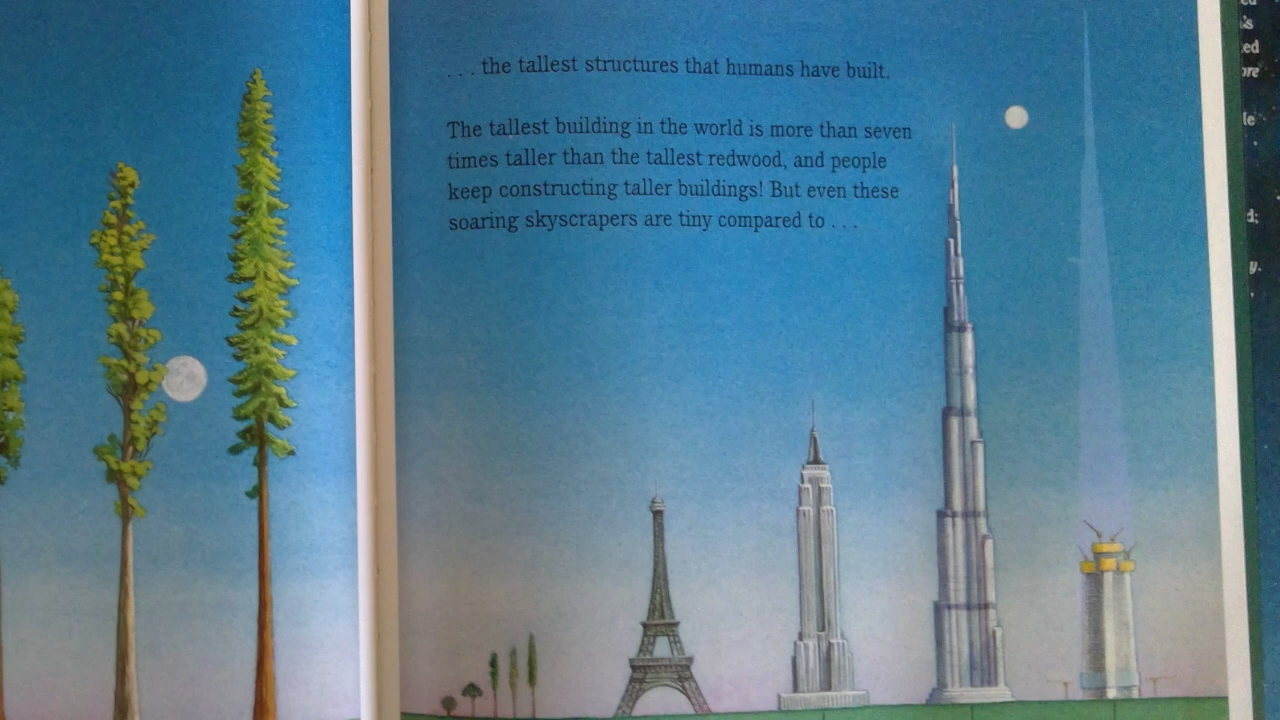 . . . the tallest structures that humans have built.
The tallest building in the world is more than seven
times taller than the tallest redwood, and people
keep constructing taller buildings! But even these
soaring skyscrapers are tiny compared to . . .